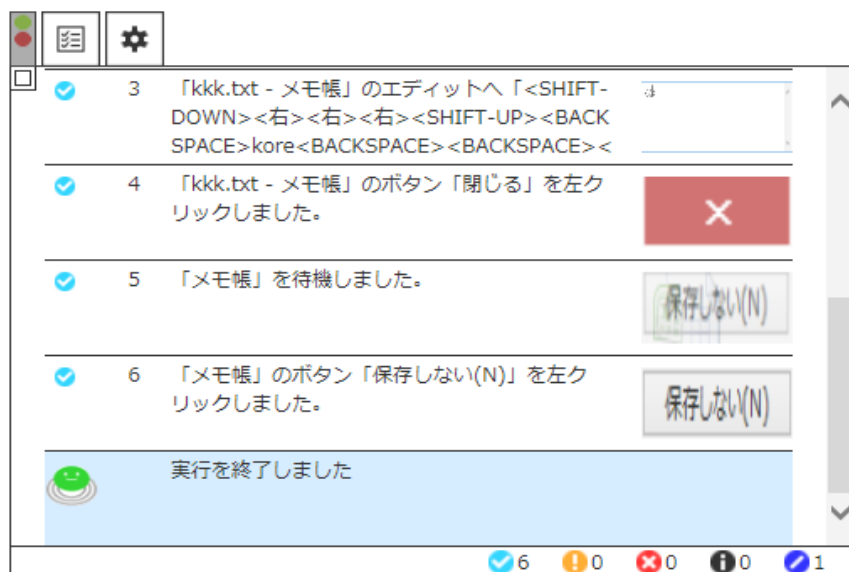 3 「kkk.txt - メモ帳」のエディットへ「<SHIFT-
DOWN><右><右><右><SHIFT-UP><BACK
SPACE>kore<BACKSPACE><BACKSPACE><
4 「kkk.txt - メモ帳」のボタン「閉じる」を左ク
リックしました。
5 「メモ帳」を待機しました。
保存しない(N)
6 「メモ帳」のボタン「保存しない(N)」を左ク
リックしました。
保存しない(N)
実行を終了しました
6 0 0 0 1